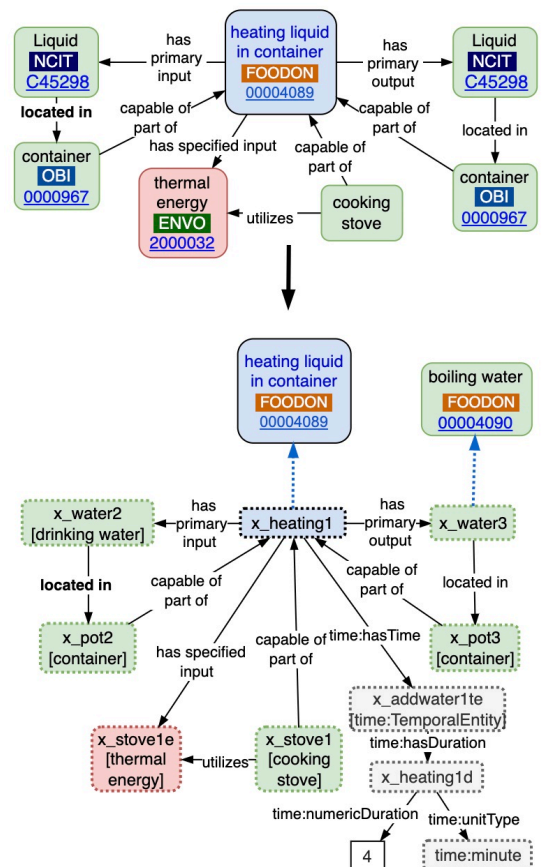 Liquid
NCIT
C45298
has
primary
input
heating liquid
in container
FOODON
00004089
has
primary
output
Liquid
NCIT
C45298
located in
capable of
part of
capable of
part of
located in
container
OBI
0000967
has specified input
capable of
part of
container
OBI
0000967
thermal
energy
ENVO
2000032
utilizes
cooking
stove
heating liquid
in container
FOODON
00004089
boiling water
FOODON
00004090
x_water2
[drinking water]
has
primary
input
x_heating1
has
primary
output
x_water3
located in
capable of
part of
capable of
part of
located in
x_pot2
[container]
has specified
input
capable of
part of
time:hasTime
x_pot3
[container]
x_stove1e
[thermal
energy]
utilizes
x_stove1
[cooking
stove]
x_addwater1te
[time:TemporalEntity]
time:hasDuration
x_heating1d
time:numericDuration
time:unitType
4
time:minute